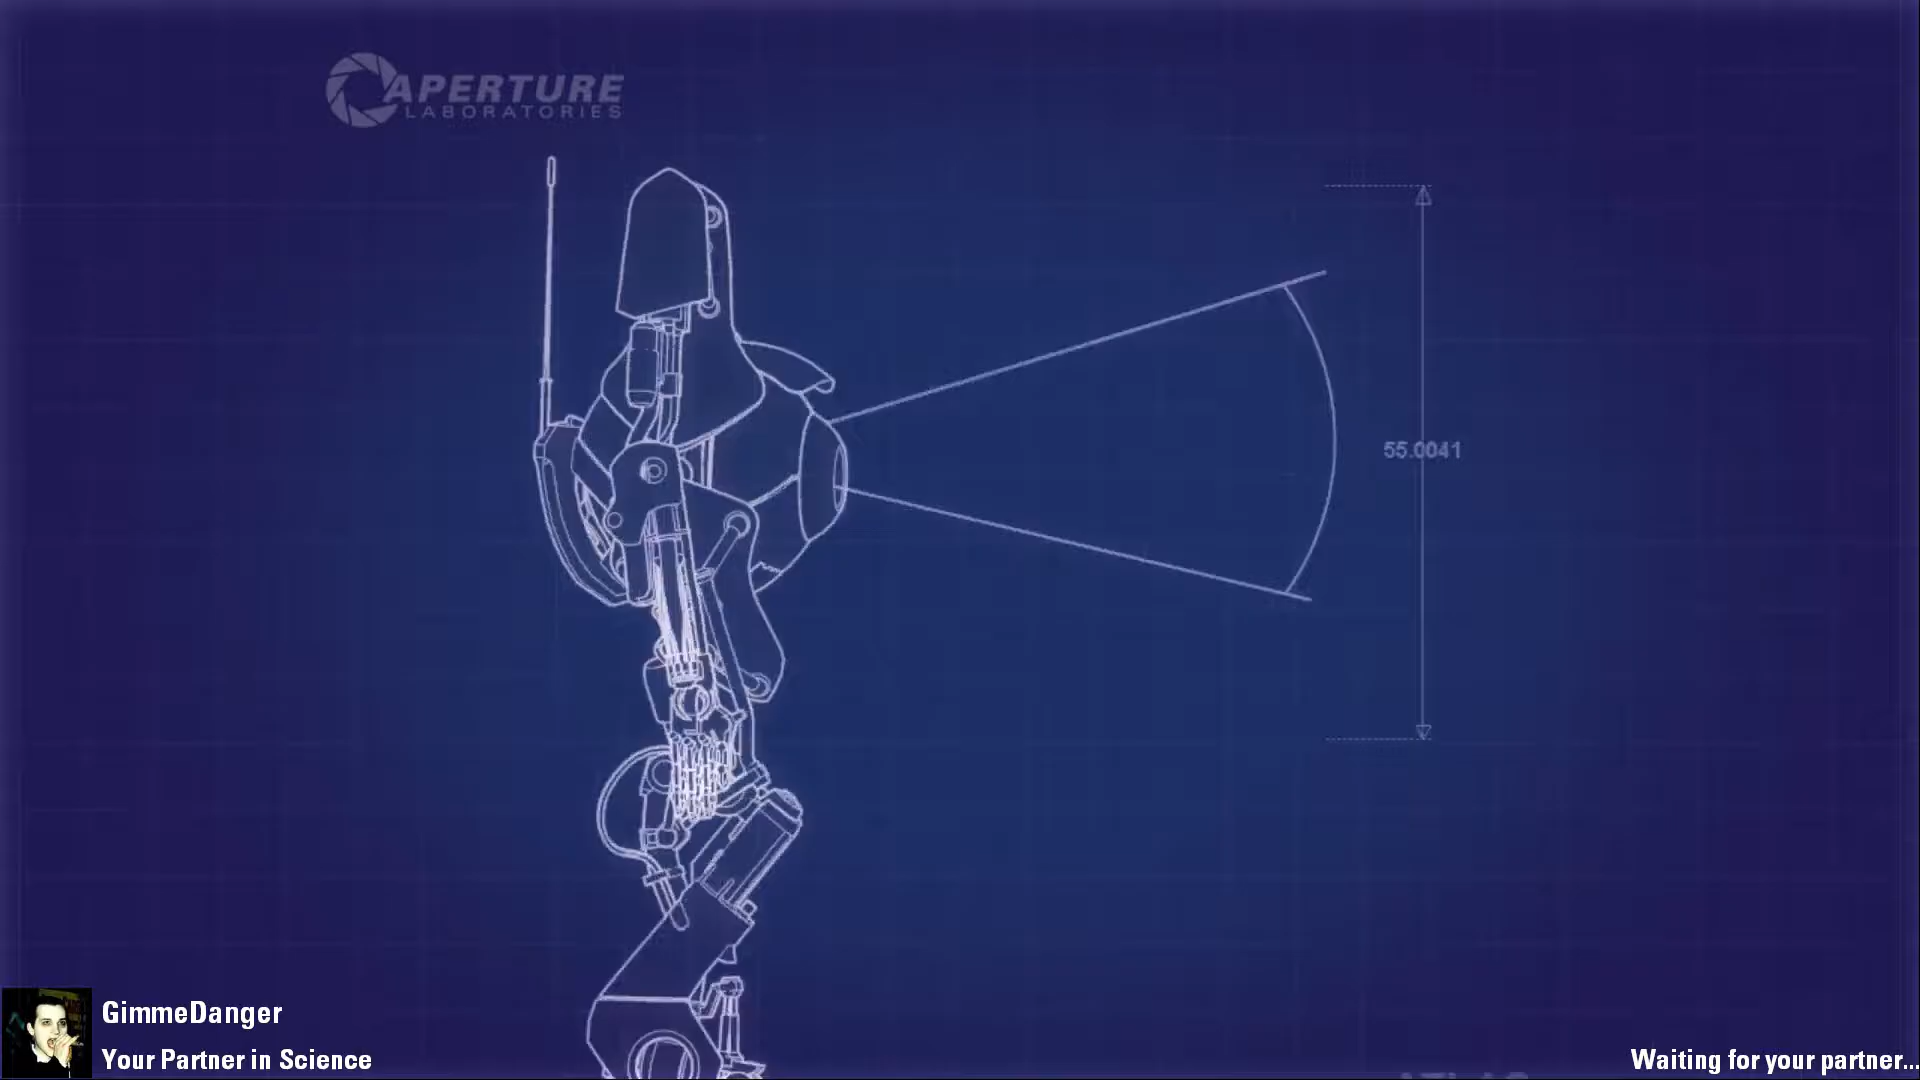 APERTURE
LABORATORIES
55.0041
GimmeDanger
Your Partner in Science
Waiting for your partner...